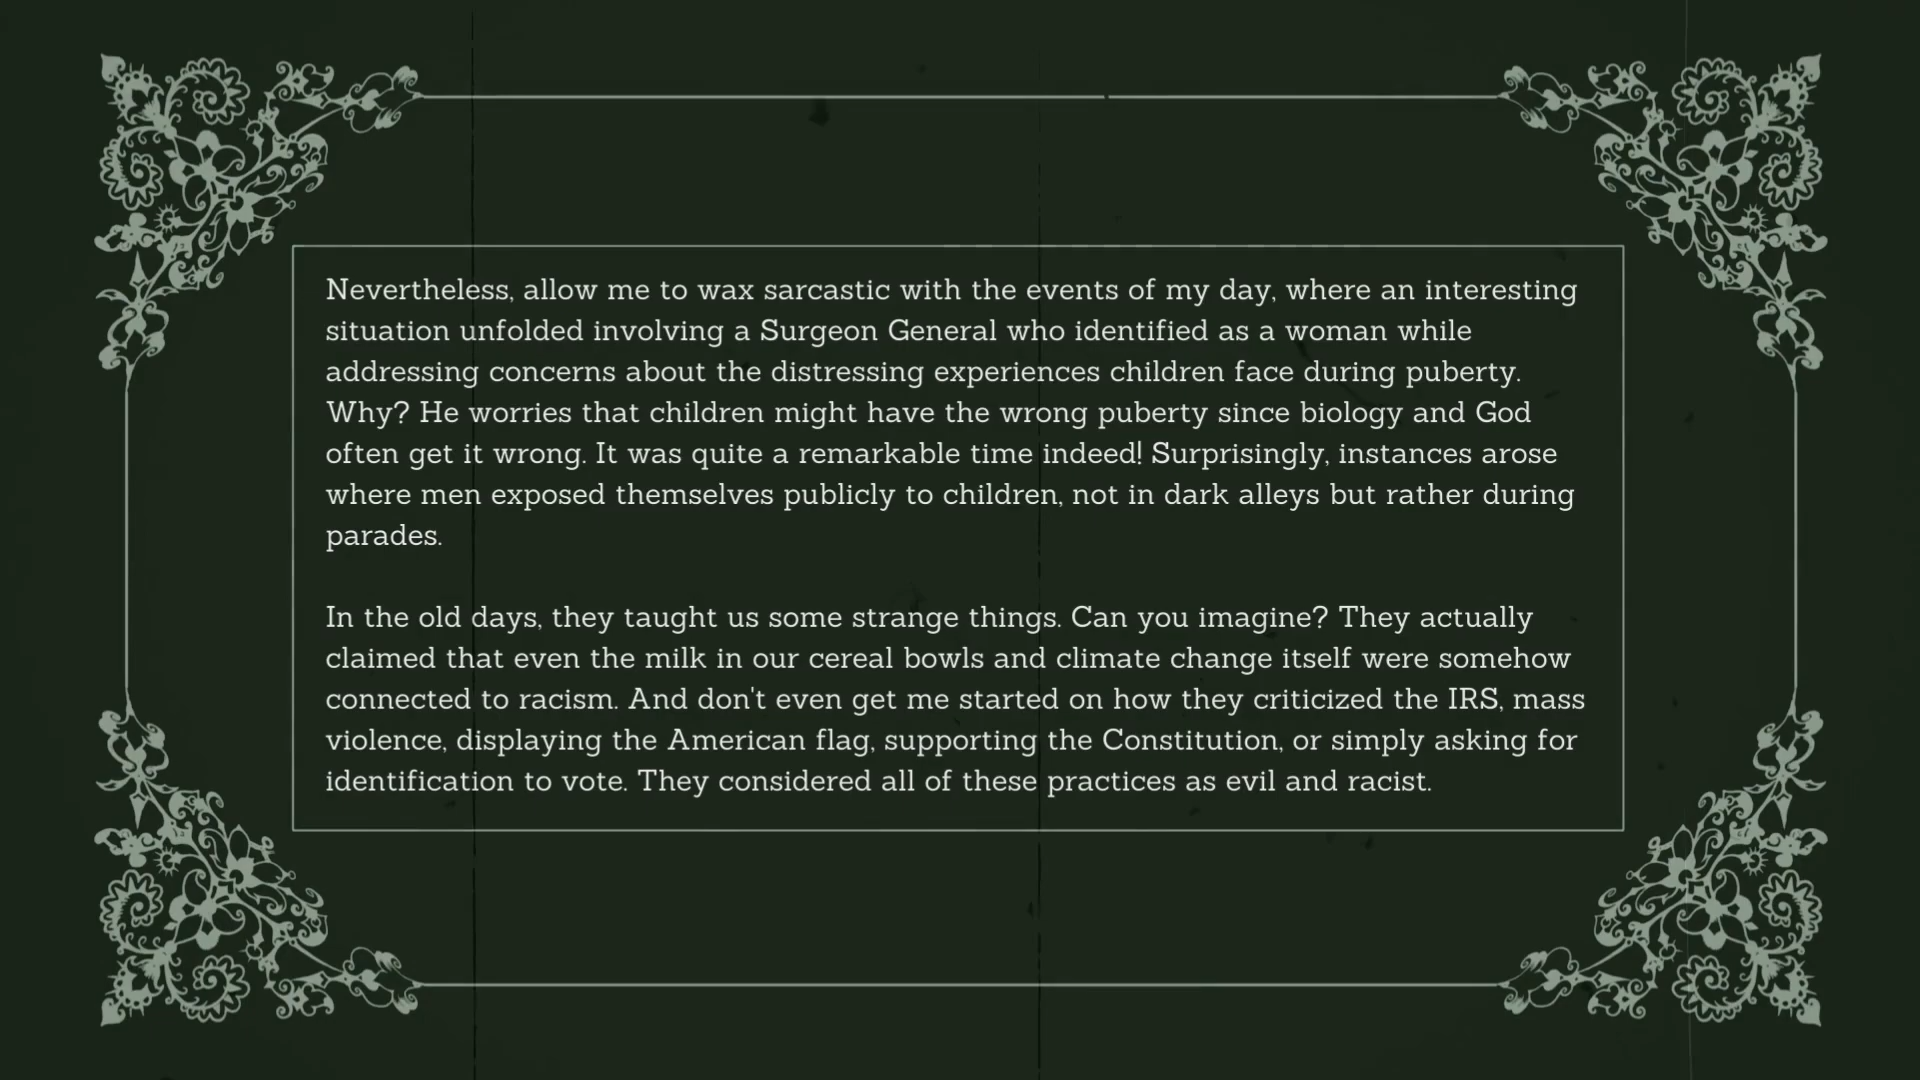 Nevertheless, allow me to wax sarcastic with the events of my day, where an interesting
situation unfolded involving a Surgeon General who identified as a woman while
addressing concerns about the distressing experiences children face during puberty.
Why? He worries that children might have the wrong puberty since biology and God
often get it wrong. It was quite a remarkable time indeed! Surprisingly, instances arose
where men exposed themselves publicly to children, not in dark alleys but rather during
parades.
In the old days, they taught us some strange things. Can you imagine? They actually
claimed that even the milk in our cereal bowls and climate change itself were somehow
connected to racism. And don't even get me started on how they criticized the IRS, mass
violence, displaying the American flag, supporting the Constitution, or simply asking for
identification to vote. They considered all of these practices as evil and racist.